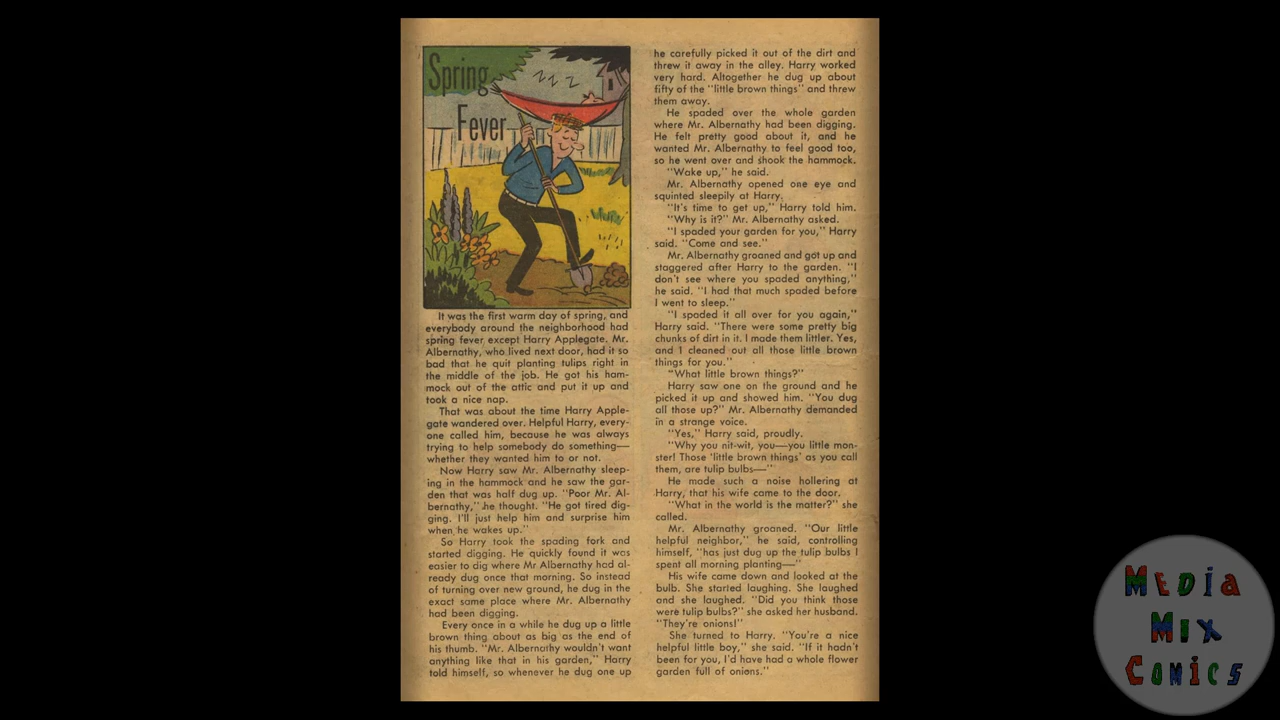 Spring
Fever
Z Z Z
It was the first warm day of spring, and
everybody around the neighborhood had
spring fever except Harry Applegate. Mr.
Albernathy, who lived next door, had it so
bad that he quit planting tulips right in
the middle of the job. He got his ham-
mock out of the attic and put it up and
took a nice nap.
That was about the time Harry Apple-
gate wandered over. Helpful Harry, every-
one called him, because he was always
trying to help somebody do something—
whether they wanted him to or not.
Now Harry saw Mr. Albernathy sleep-
ing in the hammock and he saw the gar-
den that was half dug up. "Poor Mr. Al-
bernathy," he thought. "He got tired dig-
ging. I'll just help him and surprise him
when he wakes up."
So Harry took the spading fork and
started digging. He quickly found it was
easier to dig where Mr Albernathy had al-
ready dug once that morning. So instead
of turning over new ground, he dug in the
exact same place where Mr. Albernathy
had been digging.
Every once in a while he dug up a little
brown thing about as big as the end of
his thumb. "Mr. Albernathy wouldn't want
anything like that in his garden," Harry
told himself, so whenever he dug one up
he carefully picked it out of the dirt and
threw it away in the alley. Harry worked
very hard. Altogether he dug up about
fifty of the "little brown things" and threw
them away.
He spaded over the whole garden
where Mr. Albernathy had been digging.
He felt pretty good about it, and he
wanted Mr. Albernathy to feel good too,
so he went over and shook the hammock.
"Wake up," he said.
Mr. Albernathy opened one eye and
squinted sleepily at Harry.
"It's time to get up," Harry told him.
"Why is it?" Mr. Albernathy asked.
"I spaded your garden for you," Harry
said. "Come and see."
Mr. Albernathy groaned and got up and
staggered after Harry to the garden. "I
don't see where you spaded anything,"
he said. "I had that much spaded before
I went to sleep."
"I spaded it all over for you again,"
Harry said. "There were some pretty big
chunks of dirt in it. I made them littler. Yes,
and I cleaned out all those little brown
things for you."
"What little brown things?"
Harry saw one on the ground and he
picked it up and showed him. "You dug
all those up?" Mr. Albernathy demanded
in a strange voice.
"Yes," Harry said, proudly.
"Why you nit-wit, you—you little mon-
ster! Those 'little brown things' as you call
them, are tulip bulbs—"
He made such a noise hollering at
Harry, that his wife came to the door.
"What in the world is the matter?" she
called.
Mr. Albernathy groaned. "Our little
helpful neighbor," he said, controlling
himself, "has just dug up the tulip bulbs I
spent all morning planting—"
His wife came down and looked at the
bulb. She started laughing. She laughed
and she laughed. "Did you think those
were tulip bulbs?" she asked her husband.
"They're onions!"
She turned to Harry. "You're a nice
helpful little boy," she said. "If it hadn't
been for you, I'd have had a whole flower
garden full of onions."
MEDIA
MIX
COMICS